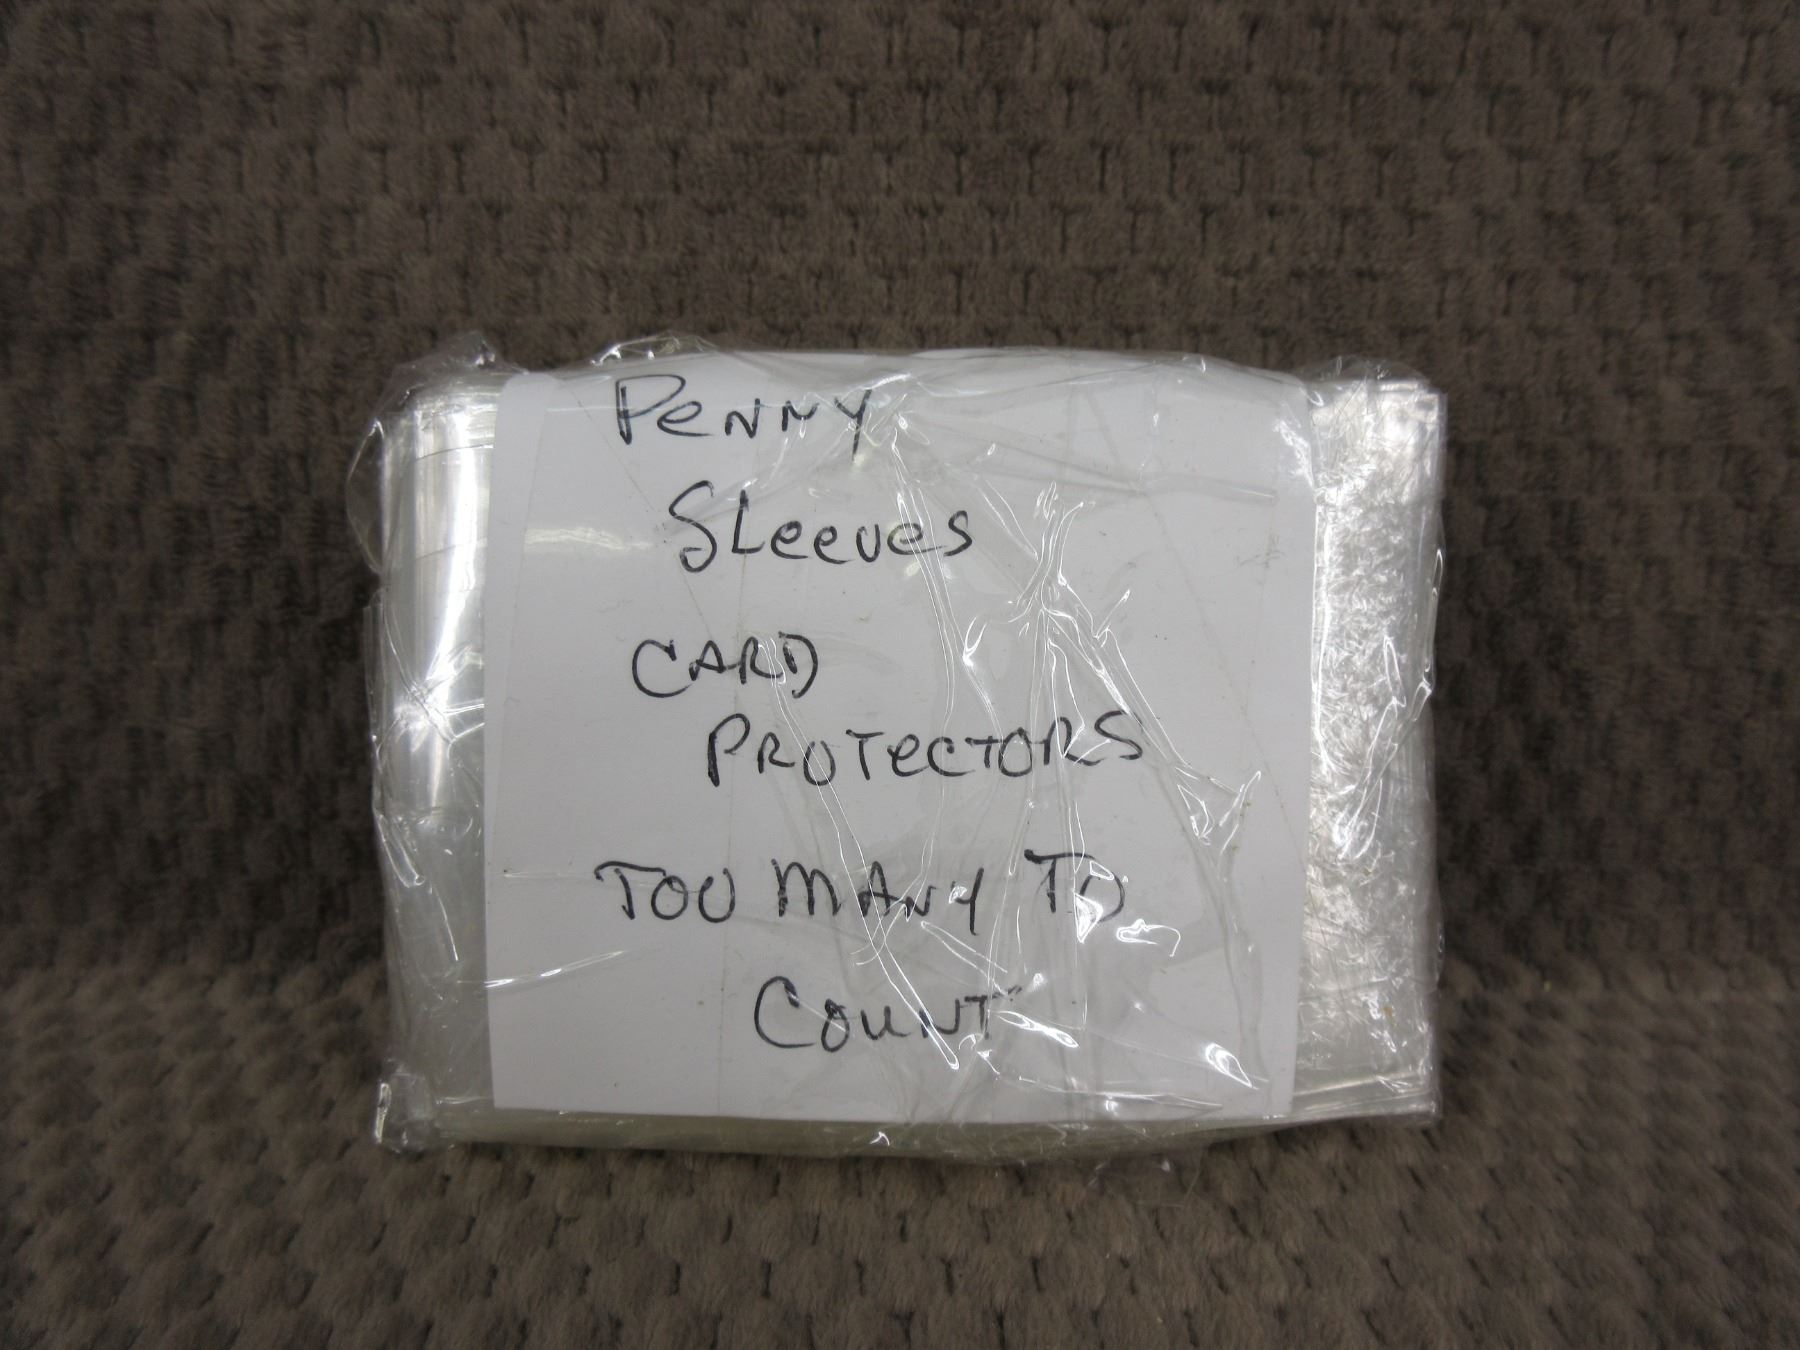 Penny
Sleeves
CARD
PROTECTORS
TOO MANY TO
COUNT